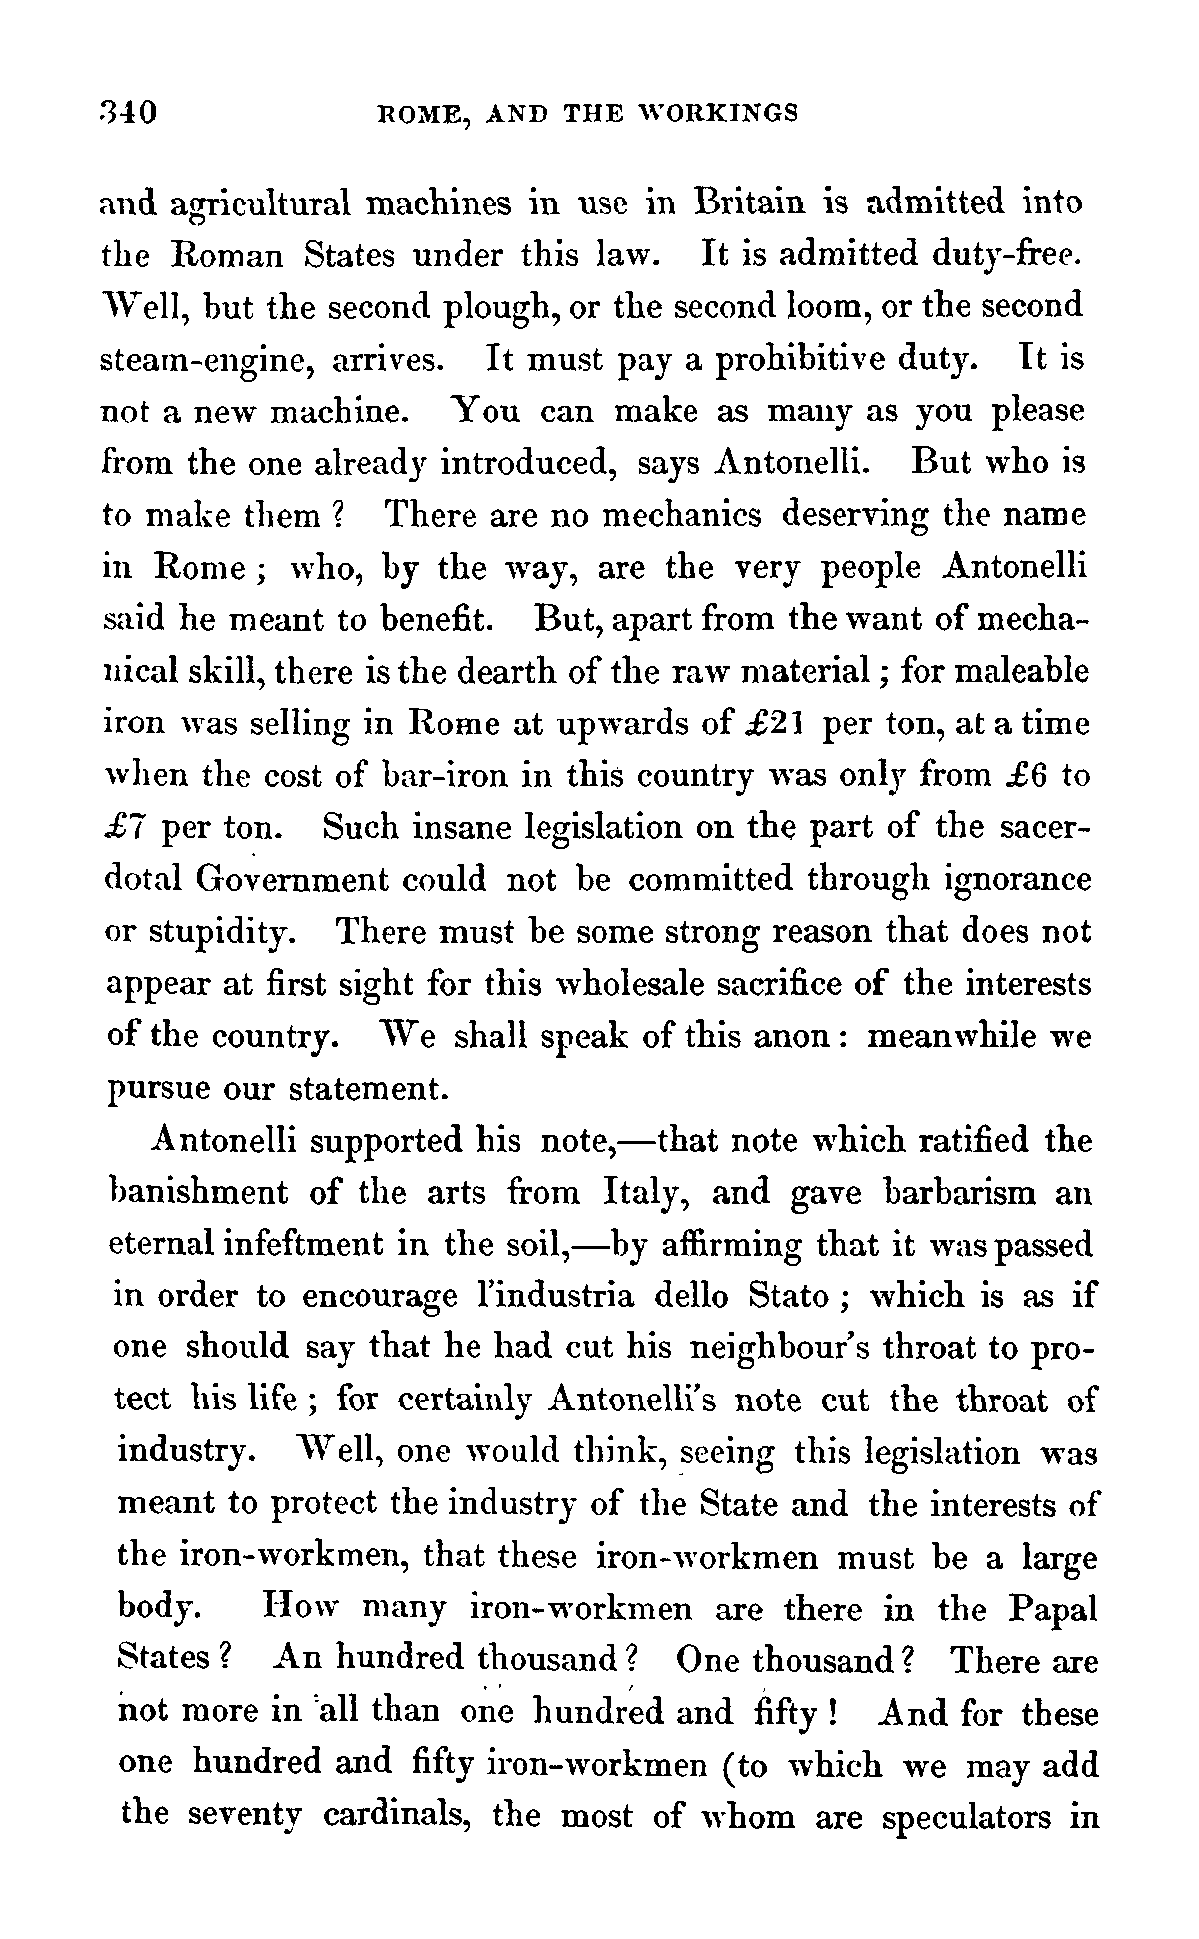 340 ROME, AND THE WORKINGS
and agricultural machines in use in Britain is admitted into
the Roman States under this law. It is admitted duty-free.
Well, but the second plough, or the second loom, or the second
steam-engine, arrives. It must pay a prohibitive duty. It is
not a new machine. You can make as many as you please
from the one already introduced, says Antonelli. But who is
to make them? There are no mechanics deserving the name
in Rome; who, by the way, are the very people Antonelli
said he meant to benefit. But, apart from the want of mecha-
nical skill, there is the dearth of the raw material; for maleable
iron was selling in Rome at upwards of £21 per ton, at a time
when the cost of bar-iron in this country was only from £6 to
£7 per ton. Such insane legislation on the part of the sacer-
dotal Government could not be committed through ignorance
or stupidity. There must be some strong reason that does not
appear at first sight for this wholesale sacrifice of the interests
of the country. We shall speak of this anon: meanwhile we
pursue our statement.
Antonelli supported his note,—that note which ratified the
banishment of the arts from Italy, and gave barbarism an
eternal infeftment in the soil,—by affirming that it was passed
in order to encourage l'industria dello Stato; which is as if
one should say that he had cut his neighbour's throat to pro-
tect his life; for certainly Antonelli's note cut the throat of
industry. Well, one would think, seeing this legislation was
meant to protect the industry of the State and the interests of
the iron-workmen, that these iron-workmen must be a large
body. How many iron-workmen are there in the Papal
States? An hundred thousand? One thousand? There are
not more in all than one hundred and fifty! And for these
one hundred and fifty iron-workmen (to which we may add
the seventy cardinals, the most of whom are speculators in